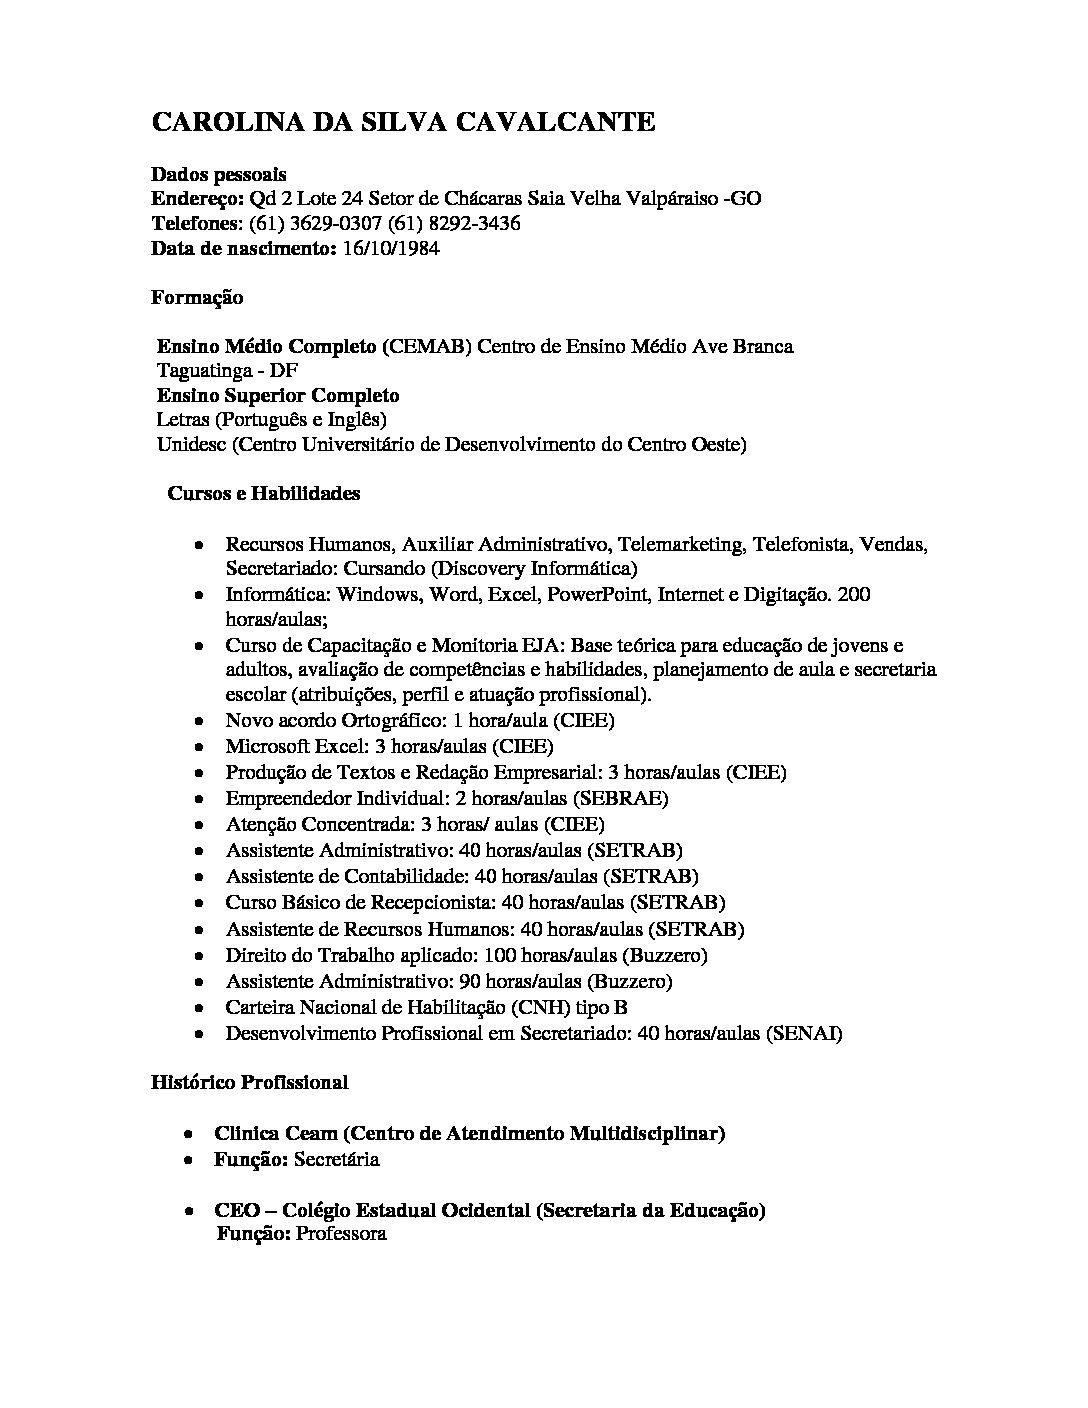 CAROLINA DA SILVA CAVALCANTE
Dados pessoais
Endereço: Qd 2 Lote 24 Setor de Chácaras Saia Velha Valpáraiso -GO
Telefones: (61) 3629-0307 (61) 8292-3436
Data de nascimento: 16/10/1984
Formação
Ensino Médio Completo (CEMAB) Centro de Ensino Médio Ave Branca
Taguatinga - DF
Ensino Superior Completo
Letras (Português e Inglês)
Unidesc (Centro Universitário de Desenvolvimento do Centro Oeste)
Cursos e Habilidades
• Recursos Humanos, Auxiliar Administrativo, Telemarketing, Telefonista, Vendas,
Secretariado: Cursando (Discovery Informática)
• Informática: Windows, Word, Excel, PowerPoint, Internet e Digitação. 200
horas/aulas;
• Curso de Capacitação e Monitoria EJA: Base teórica para educação de jovens e
adultos, avaliação de competências e habilidades, planejamento de aula e secretaria
escolar (atribuições, perfil e atuação profissional).
• Novo acordo Ortográfico: 1 hora/aula (CIEE)
• Microsoft Excel: 3 horas/aulas (CIEE)
• Produção de Textos e Redação Empresarial: 3 horas/aulas (CIEE)
• Empreendedor Individual: 2 horas/aulas (SEBRAE)
• Atenção Concentrada: 3 horas/ aulas (CIEE)
• Assistente Administrativo: 40 horas/aulas (SETRAB)
• Assistente de Contabilidade: 40 horas/aulas (SETRAB)
• Curso Básico de Recepcionista: 40 horas/aulas (SETRAB)
• Assistente de Recursos Humanos: 40 horas/aulas (SETRAB)
• Direito do Trabalho aplicado: 100 horas/aulas (Buzzero)
• Assistente Administrativo: 90 horas/aulas (Buzzero)
• Carteira Nacional de Habilitação (CNH) tipo B
• Desenvolvimento Profissional em Secretariado: 40 horas/aulas (SENAI)
Histórico Profissional
• Clinica Ceam (Centro de Atendimento Multidisciplinar)
• Função: Secretária
• CEO – Colégio Estadual Ocidental (Secretaria da Educação)
Função: Professora